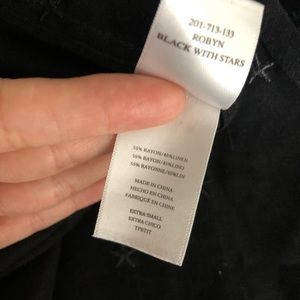 201-713-133
ROBYN
BLACK WITH STARS
55% RAYON/45%LINEN
55% RAYON/45%LINO
55% RAYONNE/45%LIN
MADE IN CHINA
HECHO EN CHINA
FABRIQUÉ EN CHINE
EXTRA SMALL
EXTRA CHICO
TPETIT